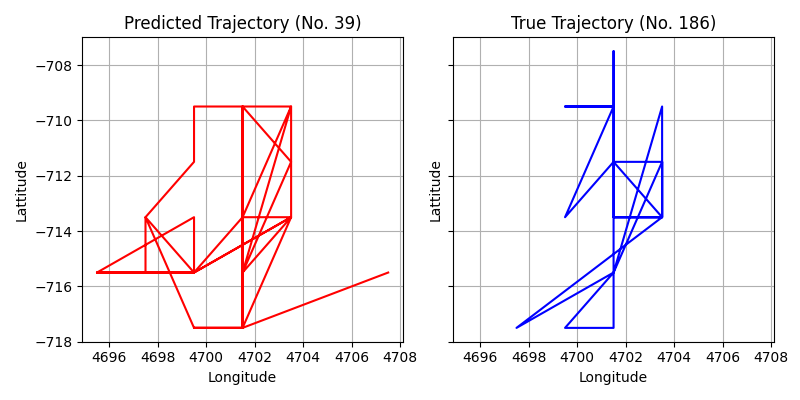 Predicted Trajectory (No. 39)
True Trajectory (No. 186)
Lattitude
−708
−710
−712
−714
−716
−718
4696 4698 4700 4702 4704 4706 4708
Longitude
Lattitude
4696 4698 4700 4702 4704 4706 4708
Longitude